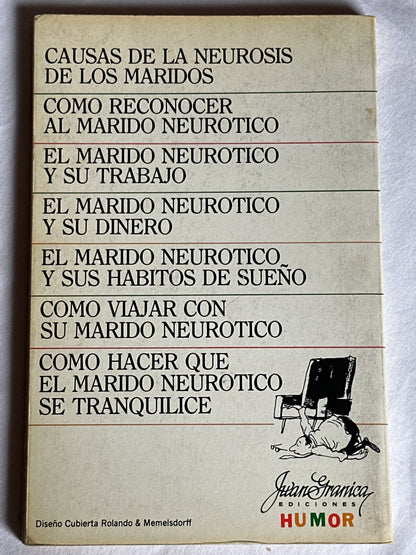 CAUSAS DE LA NEUROSIS
DE LOS MARIDOS
COMO RECONOCER
AL MARIDO NEUROTICO
EL MARIDO NEUROTICO
Y SU TRABAJO
EL MARIDO NEUROTICO
Y SU DINERO
EL MARIDO NEUROTICO
Y SUS HABITOS DE SUEÑO
COMO VIAJAR CON
SU MARIDO NEUROTICO
COMO HACER QUE
EL MARIDO NEUROTICO
SE TRANQUILICE
Juan Granica
EDICIONES
HUMOR
Diseño Cubierta Rolando & Memelsdorff